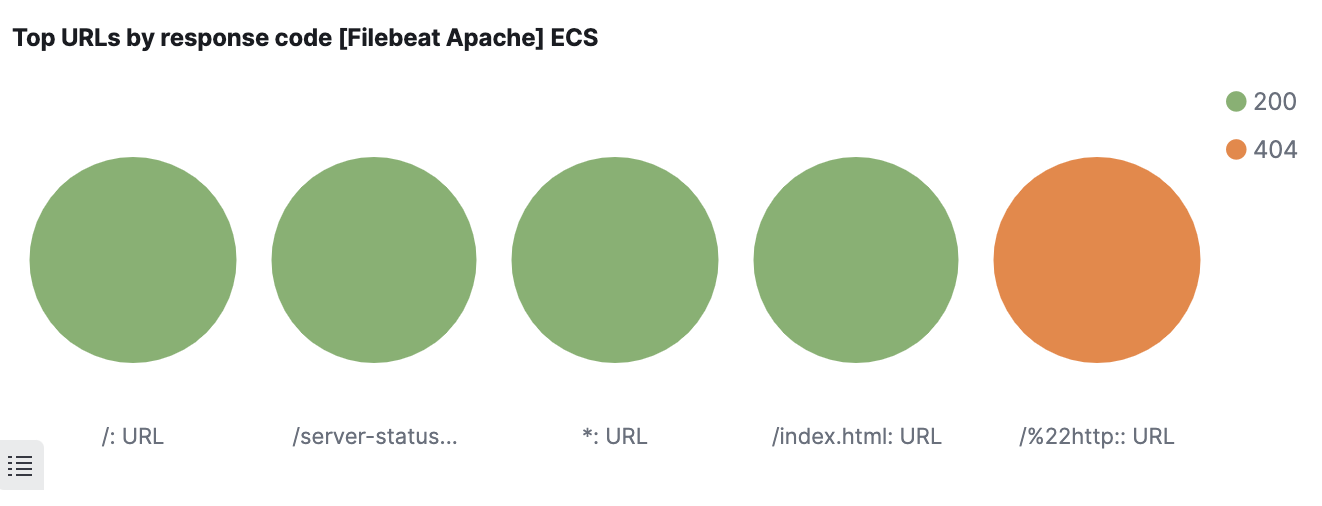 Top URLs by response code [Filebeat Apache] ECS
200
404
/: URL
/server-status...
*: URL
/index.html: URL
/%22http:: URL